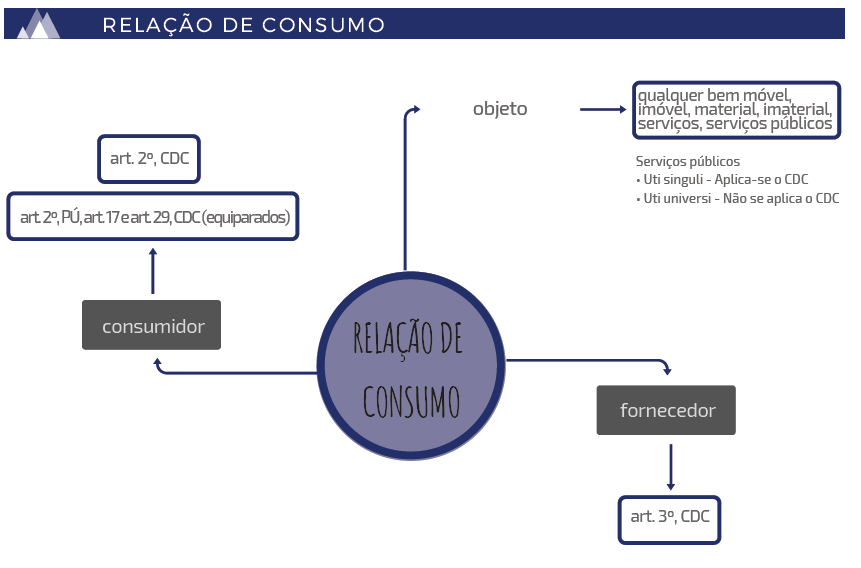 RELAÇÃO DE CONSUMO
objeto
qualquer bem móvel,
imóvel, material, imaterial,
serviços, serviços públicos
Serviços públicos
• Uti singuli - Aplica-se o CDC
• Uti universi - Não se aplica o CDC
art. 2º, CDC
art. 2º, PÚ, art. 17 e art. 29, CDC (equiparados)
consumidor
RELAÇÃO DE
CONSUMO
fornecedor
art. 3º, CDC